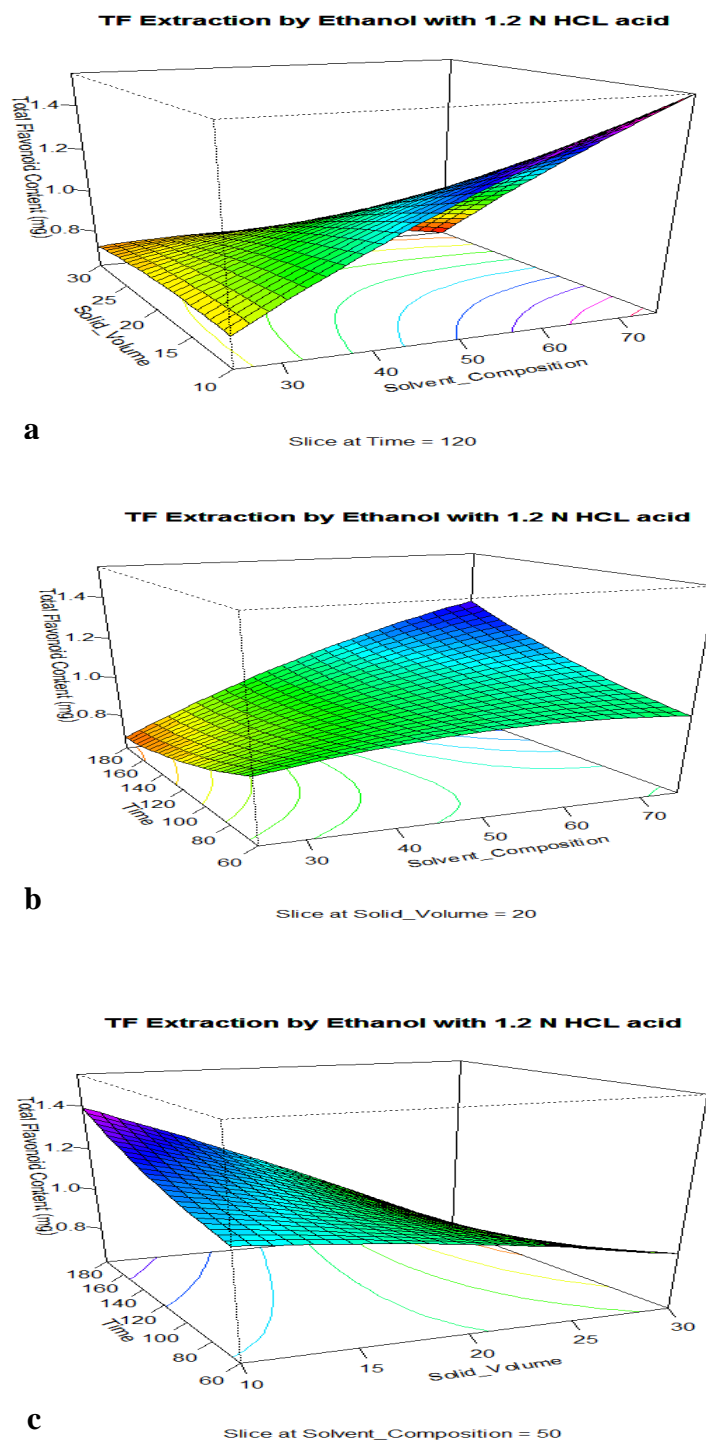 TF Extraction by Ethanol with 1.2 N HCL acid
Total Flavonoid Content (mg)
1.4
1.2
1.0
0.8
30
25
20
15
10
Solid_Volume
30
40
50
60
70
Solvent_Composition
a
Slice at Time = 120
TF Extraction by Ethanol with 1.2 N HCL acid
Total Flavonoid Content (mg)
1.4
1.2
1.0
0.8
180
160
140
120
100
80
60
Time
30
40
50
60
70
Solvent_Composition
b
Slice at Solid_Volume = 20
TF Extraction by Ethanol with 1.2 N HCL acid
Total Flavonoid Content (mg)
1.4
1.2
1.0
0.8
180
160
140
120
100
80
60
Time
10
15
20
25
30
Solid_Volume
c
Slice at Solvent_Composition = 50